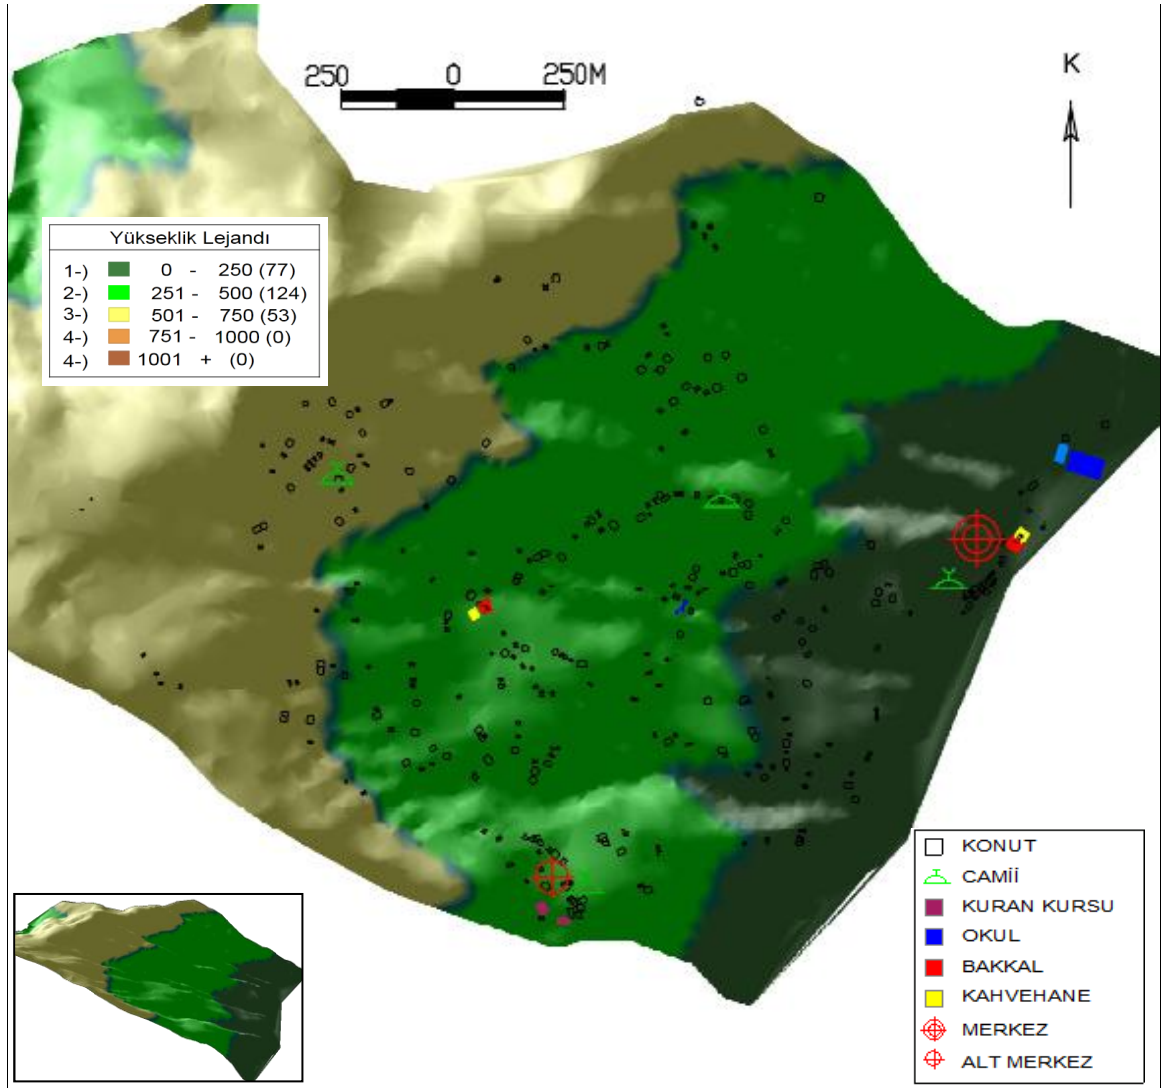 250 0 250M
K
Yükseklik Lejandı
1-) 0 - 250 (77)
2-) 251 - 500 (124)
3-) 501 - 750 (53)
4-) 751 - 1000 (0)
4-) 1001 + (0)
KONUT
CAMİİ
KURAN KURSU
OKUL
BAKKAL
KAHVEHANE
MERKEZ
ALT MERKEZ